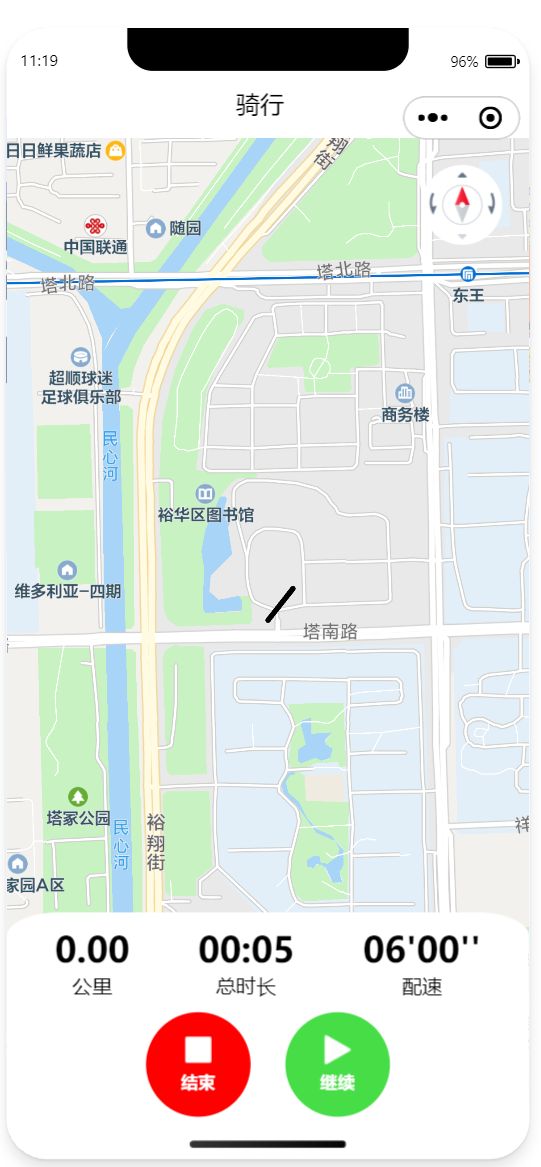 11:19
96%
骑行
日日鲜果蔬店
翔街
中国联通
随园
塔北路
塔北路
东王
超顺球迷
足球俱乐部
商务楼
民心河
裕华区图书馆
维多利亚-四期
塔南路
塔冢公园
民心河
裕翔街
祥
家园A区
0.00
00:05
06'00''
公里
总时长
配速
结束
继续